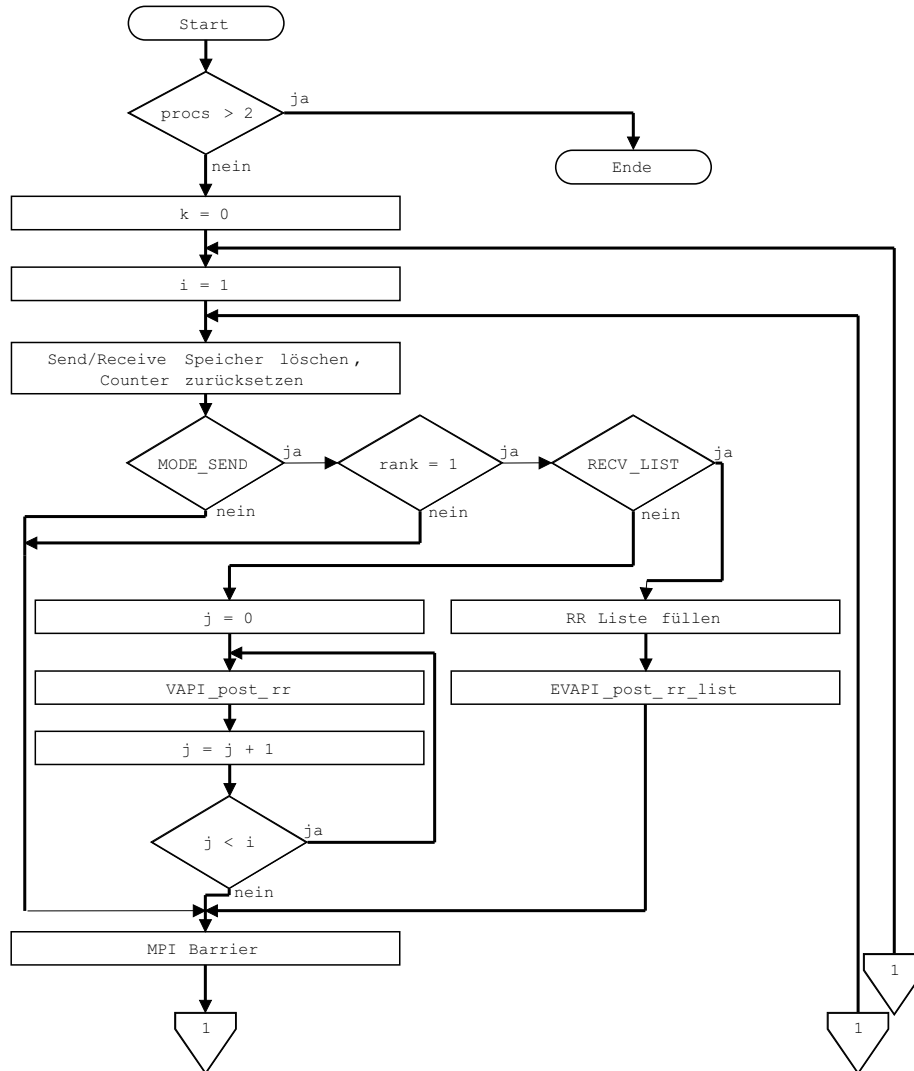 Start
procs > 2
ja
nein
Ende
k = 0
i = 1
Send/Receive Speicher löschen,
Counter zurücksetzen
MODE_SEND
ja
rank = 1
ja
RECV_LIST
ja
nein
nein
nein
j = 0
RR Liste füllen
VAPI_post_rr
EVAPI_post_rr_list
j = j + 1
j < i
ja
nein
MPI Barrier
1
1
1